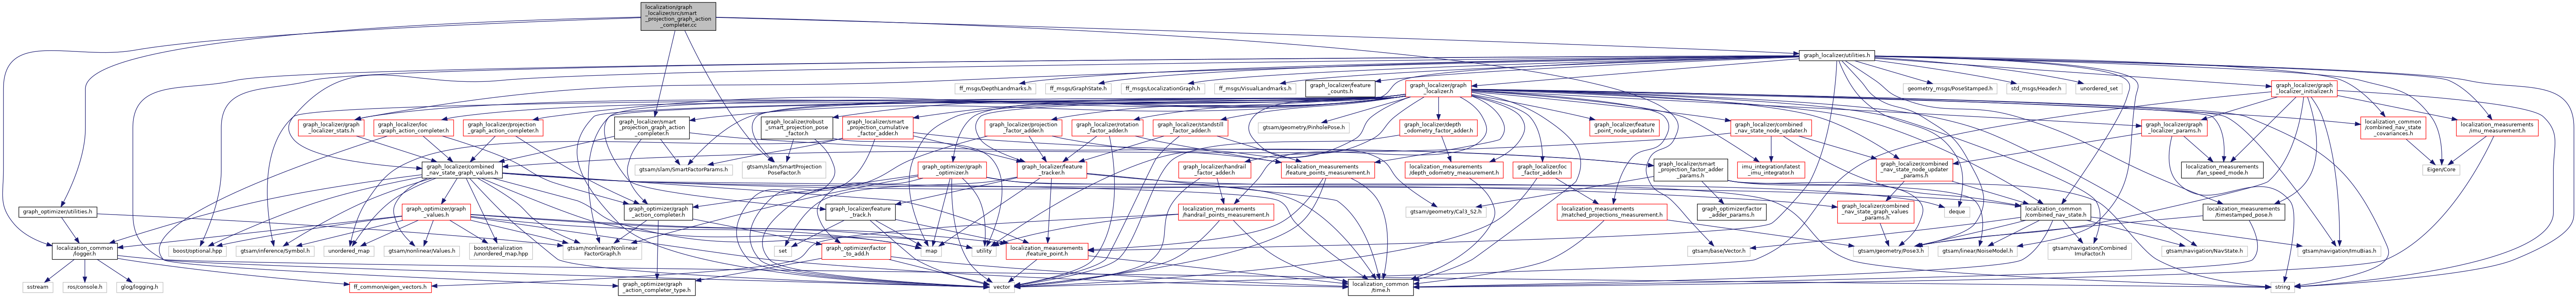 localization/graph
_localizer/src/smart
_projection_graph_action
_completer.cc
graph_localizer/utilities.h
ff_msgs/DepthLandmarks.h
ff_msgs/GraphState.h
ff_msgs/LocalizationGraph.h
ff_msgs/VisualLandmarks.h
graph_localizer/feature
_counts.h
graph_localizer/graph
_localizer.h
geometry_msgs/PoseStamped.h
std_msgs/Header.h
unordered_set
graph_localizer/graph
_localizer_initializer.h
graph_localizer/graph
_localizer_stats.h
graph_localizer/loc
_graph_action_completer.h
graph_localizer/projection
_graph_action_completer.h
graph_localizer/smart
_projection_graph_action
_completer.h
graph_localizer/robust
_smart_projection_pose
_factor.h
graph_localizer/smart
_projection_cumulative
_factor_adder.h
graph_localizer/projection
_factor_adder.h
graph_localizer/rotation
_factor_adder.h
graph_localizer/standstill
_factor_adder.h
gtsam/geometry/PinholePose.h
graph_localizer/depth
_odometry_factor_adder.h
graph_localizer/feature
_point_node_updater.h
graph_localizer/combined
_nav_state_node_updater.h
graph_localizer/graph
_localizer_params.h
localization_common
/combined_nav_state
_covariances.h
localization_measurements
/imu_measurement.h
graph_localizer/combined
_nav_state_graph_values.h
gtsam/slam/SmartFactorParams.h
gtsam/slam/SmartProjection
PoseFactor.h
graph_optimizer/graph
_optimizer.h
graph_localizer/feature
_tracker.h
graph_localizer/handrail
_factor_adder.h
localization_measurements
/feature_points_measurement.h
localization_measurements
/depth_odometry_measurement.h
graph_localizer/loc
_factor_adder.h
graph_localizer/smart
_projection_factor_adder
_params.h
imu_integration/latest
_imu_integrator.h
graph_localizer/combined
_nav_state_node_updater
_params.h
localization_measurements
/fan_speed_mode.h
Eigen/Core
graph_optimizer/utilities.h
graph_optimizer/graph
_values.h
graph_optimizer/graph
_action_completer.h
graph_localizer/feature
_track.h
localization_measurements
/handrail_points_measurement.h
gtsam/geometry/Cal3_S2.h
localization_measurements
/matched_projections_measurement.h
graph_optimizer/factor
_adder_params.h
graph_localizer/combined
_nav_state_graph_values
_params.h
deque
localization_common
/combined_nav_state.h
localization_measurements
/timestamped_pose.h
localization_common
/logger.h
boost/optional.hpp
gtsam/inference/Symbol.h
unordered_map
gtsam/nonlinear/Values.h
boost/serialization
/unordered_map.hpp
gtsam/nonlinear/Nonlinear
FactorGraph.h
set
graph_optimizer/factor
_to_add.h
map
utility
localization_measurements
/feature_point.h
gtsam/base/Vector.h
gtsam/geometry/Pose3.h
gtsam/linear/NoiseModel.h
gtsam/navigation/Combined
ImuFactor.h
gtsam/navigation/NavState.h
gtsam/navigation/ImuBias.h
sstream
ros/console.h
glog/logging.h
ff_common/eigen_vectors.h
graph_optimizer/graph
_action_completer_type.h
vector
localization_common
/time.h
string